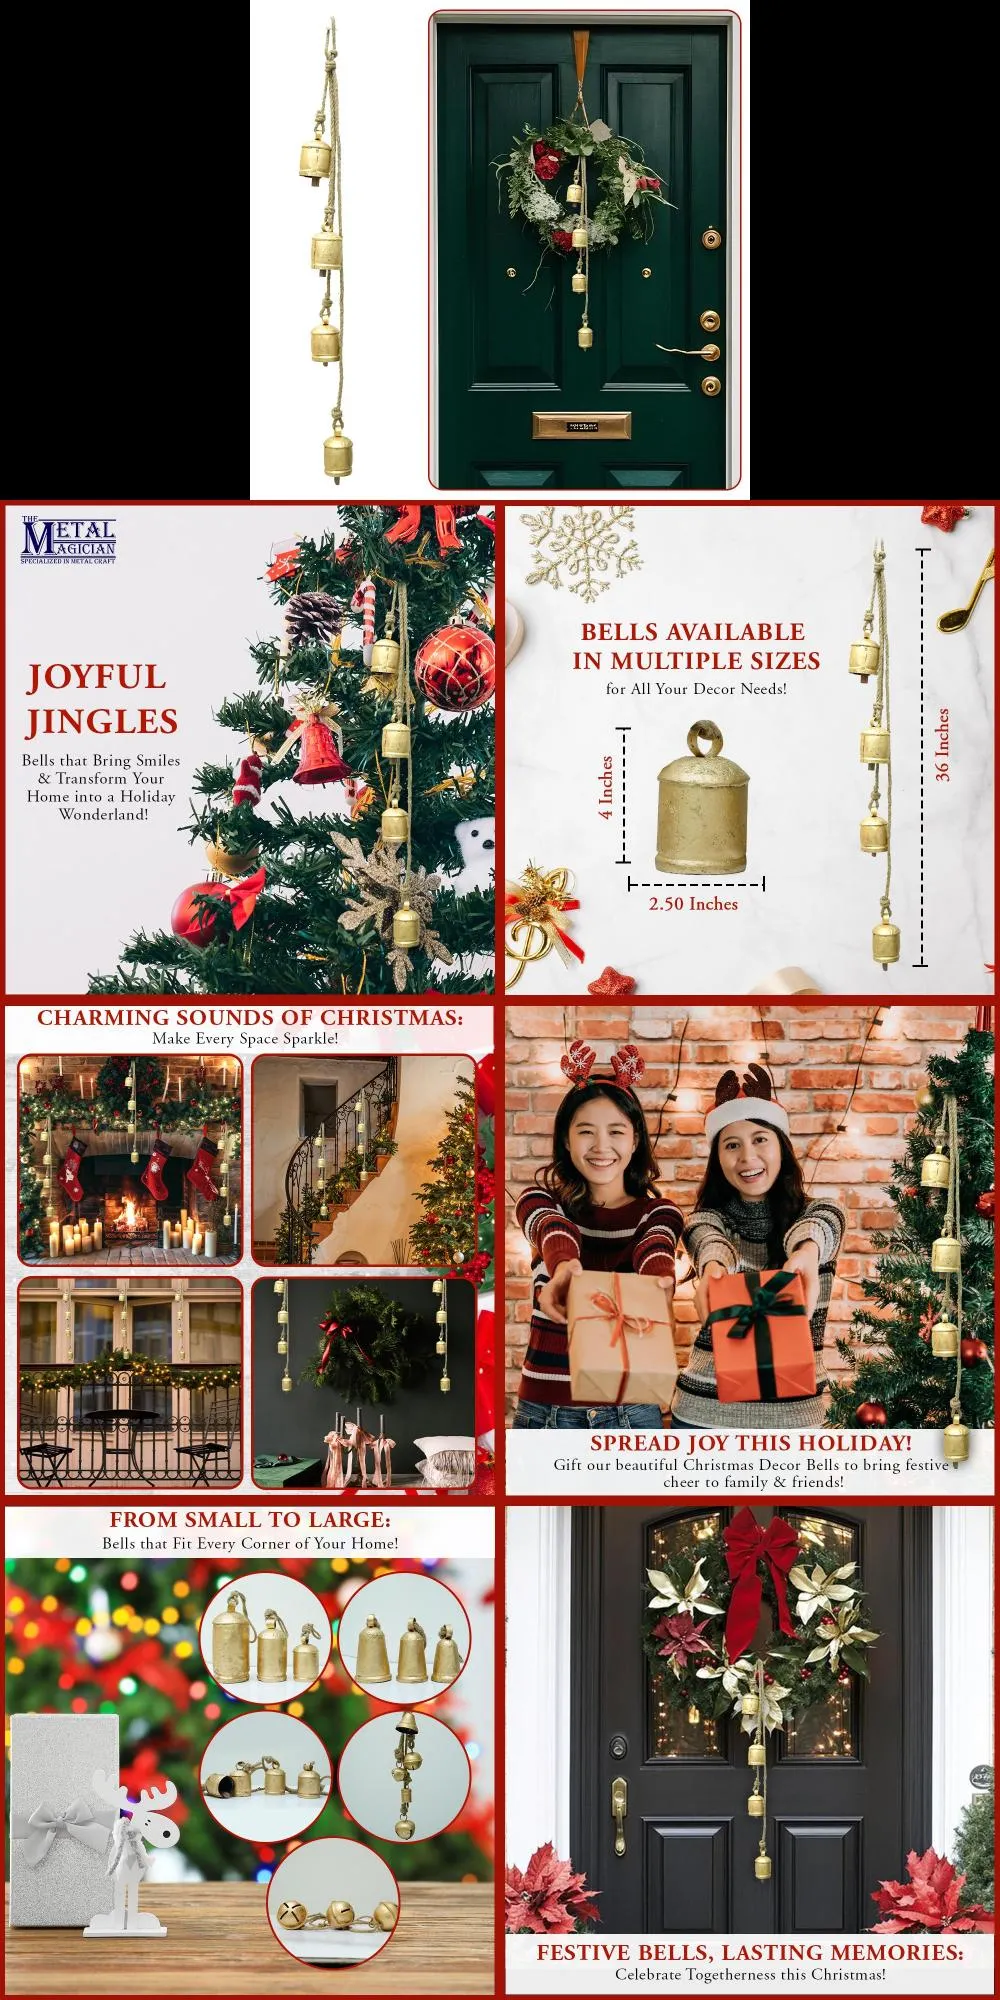 THE
METAL
MAGICIAN
SPECIALIZED IN METAL CRAFT
JOYFUL
JINGLES
Bells that Bring Smiles
& Transform Your
Home into a Holiday
Wonderland!
BELLS AVAILABLE
IN MULTIPLE SIZES
for All Your Decor Needs!
4 Inches
2.50 Inches
36 Inches
CHARMING SOUNDS OF CHRISTMAS:
Make Every Space Sparkle!
SPREAD JOY THIS HOLIDAY!
Gift our beautiful Christmas Decor Bells to bring festive
cheer to family & friends!
FROM SMALL TO LARGE:
Bells that Fit Every Corner of Your Home!
FESTIVE BELLS, LASTING MEMORIES:
Celebrate Togetherness this Christmas!